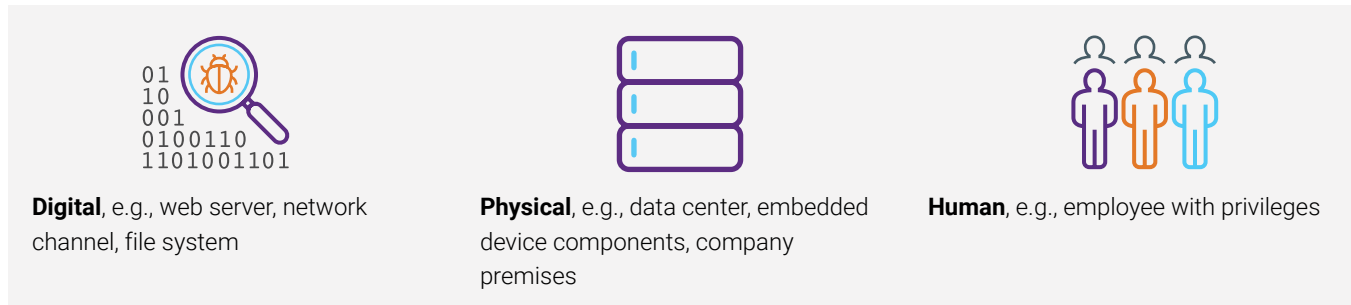 01
10
001
0100110
1101001101
Digital, e.g., web server, network
channel, file system
Physical, e.g., data center, embedded
device components, company
premises
Human, e.g., employee with privileges